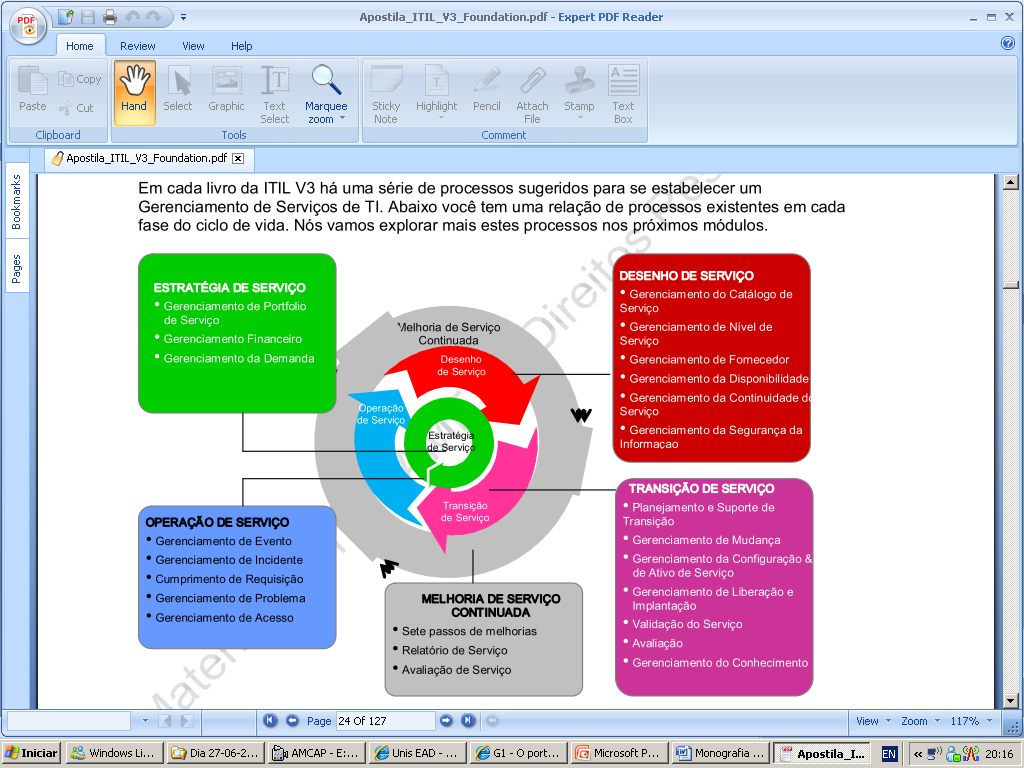 Apostila_ITIL_V3_Foundation.pdf - Expert PDF Reader
PDF
Home Review View Help
Paste
Copy
Cut
Clipboard
Hand
Select
Graphic
Text
Select
Marquee
zoom
Tools
Sticky
Note
Highlight
Pencil
Attach
File
Stamp
Text
Box
Comment
Apostila_ITIL_V3_Foundation.pdf
Bookmarks
Pages
Em cada livro da ITIL V3 há uma série de processos sugeridos para se estabelecer um
Gerenciamento de Serviços de TI. Abaixo você tem uma relação de processos existentes em cada
fase do ciclo de vida. Nós vamos explorar mais estes processos nos próximos módulos.
ESTRATÉGIA DE SERVIÇO
• Gerenciamento de Portfolio
de Serviço
• Gerenciamento Financeiro
• Gerenciamento da Demanda
Melhoria de Serviço
Continuada
Desenho
de Serviço
Operação
de Serviço
Estratégia
de Serviço
Transição
de Serviço
DESENHO DE SERVIÇO
• Gerenciamento do Catálogo de
Serviço
• Gerenciamento de Nível de
Serviço
• Gerenciamento de Fornecedor
• Gerenciamento da Disponibilidade
• Gerenciamento da Continuidade do
Serviço
• Gerenciamento da Segurança da
Informaçao
OPERAÇÃO DE SERVIÇO
• Gerenciamento de Evento
• Gerenciamento de Incidente
• Cumprimento de Requisição
• Gerenciamento de Problema
• Gerenciamento de Acesso
MELHORIA DE SERVIÇO
CONTINUADA
• Sete passos de melhorias
• Relatório de Serviço
• Avaliação de Serviço
TRANSIÇÃO DE SERVIÇO
• Planejamento e Suporte de
Transição
• Gerenciamento de Mudança
• Gerenciamento da Configuração &
de Ativo de Serviço
• Gerenciamento de Liberação e
Implantação
• Validação do Serviço
• Avaliação
• Gerenciamento do Conhecimento
Direitos
Page 24 Of 127
View Zoom 117%
Iniciar
Windows Li...
Dia 27-06-2...
AMCAP - E:...
Unis EAD - ...
G1 - O port...
Microsoft P...
Monografia ...
Apostila_I...
EN
20:16